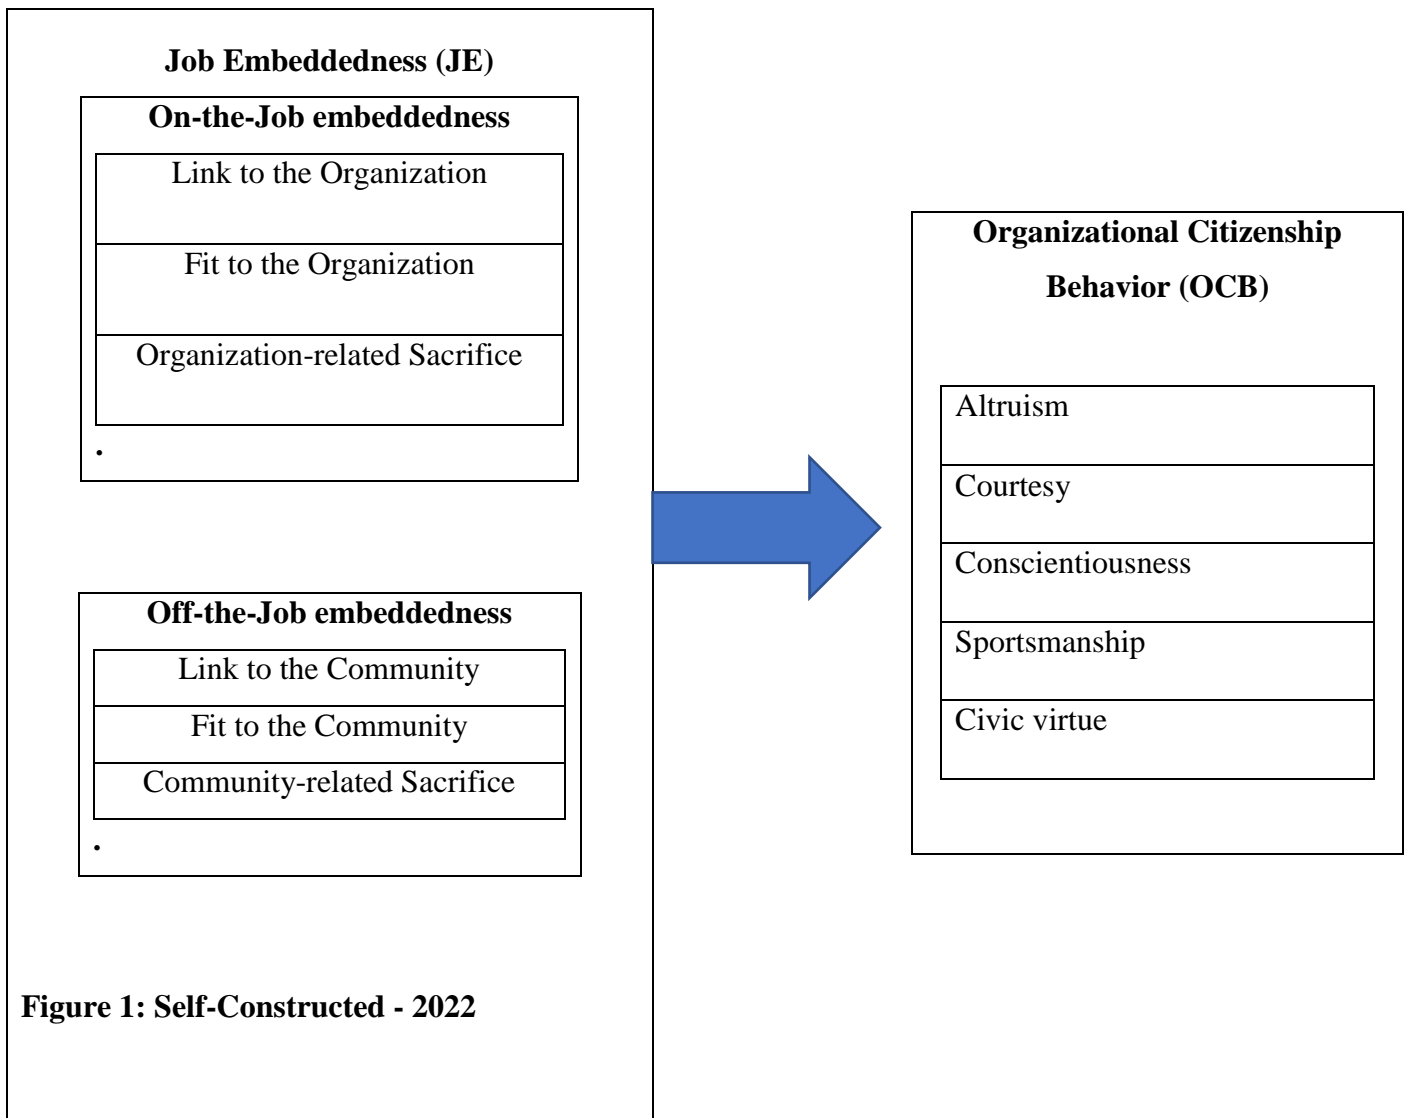 Job Embeddedness (JE)
On-the-Job embeddedness
Link to the Organization
Fit to the Organization
Organization-related Sacrifice
.
Off-the-Job embeddedness
Link to the Community
Fit to the Community
Community-related Sacrifice
.
Figure 1: Self-Constructed - 2022
Organizational Citizenship
Behavior (OCB)
Altruism
Courtesy
Conscientiousness
Sportsmanship
Civic virtue